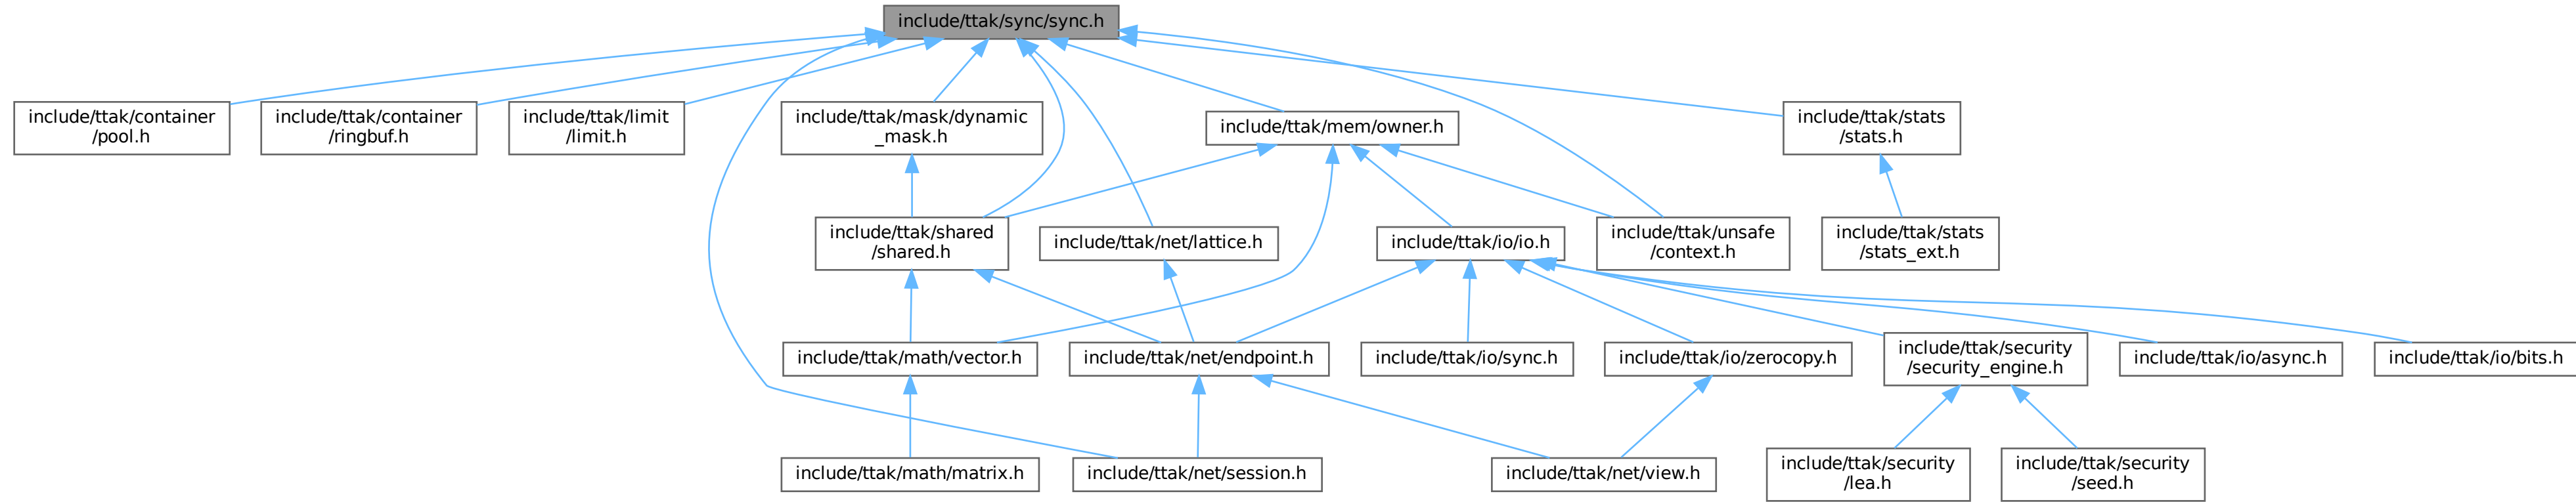 include/ttak/sync/sync.h
include/ttak/container
/pool.h
include/ttak/container
/ringbuf.h
include/ttak/limit
/limit.h
include/ttak/mask/dynamic
_mask.h
include/ttak/mem/owner.h
include/ttak/stats
/stats.h
include/ttak/shared
/shared.h
include/ttak/net/lattice.h
include/ttak/io/io.h
include/ttak/unsafe
/context.h
include/ttak/stats
/stats_ext.h
include/ttak/math/vector.h
include/ttak/net/endpoint.h
include/ttak/io/sync.h
include/ttak/io/zerocopy.h
include/ttak/security
/security_engine.h
include/ttak/io/async.h
include/ttak/io/bits.h
include/ttak/math/matrix.h
include/ttak/net/session.h
include/ttak/net/view.h
include/ttak/security
/lea.h
include/ttak/security
/seed.h